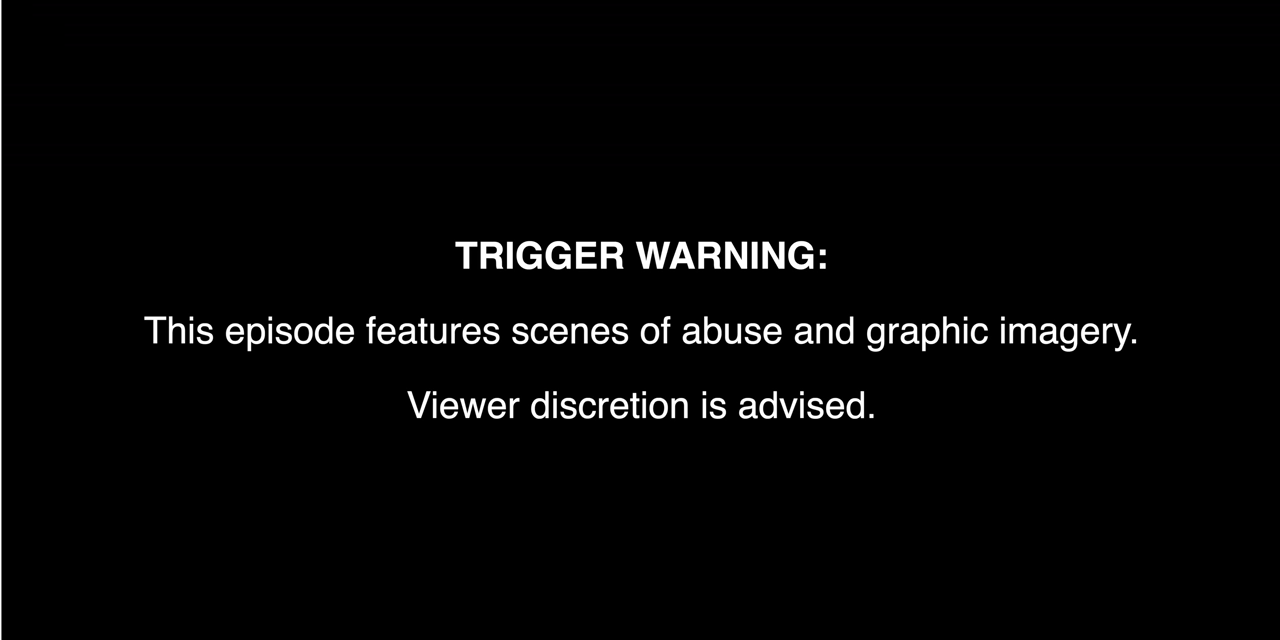 TRIGGER WARNING:
This episode features scenes of abuse and graphic imagery.
Viewer discretion is advised.